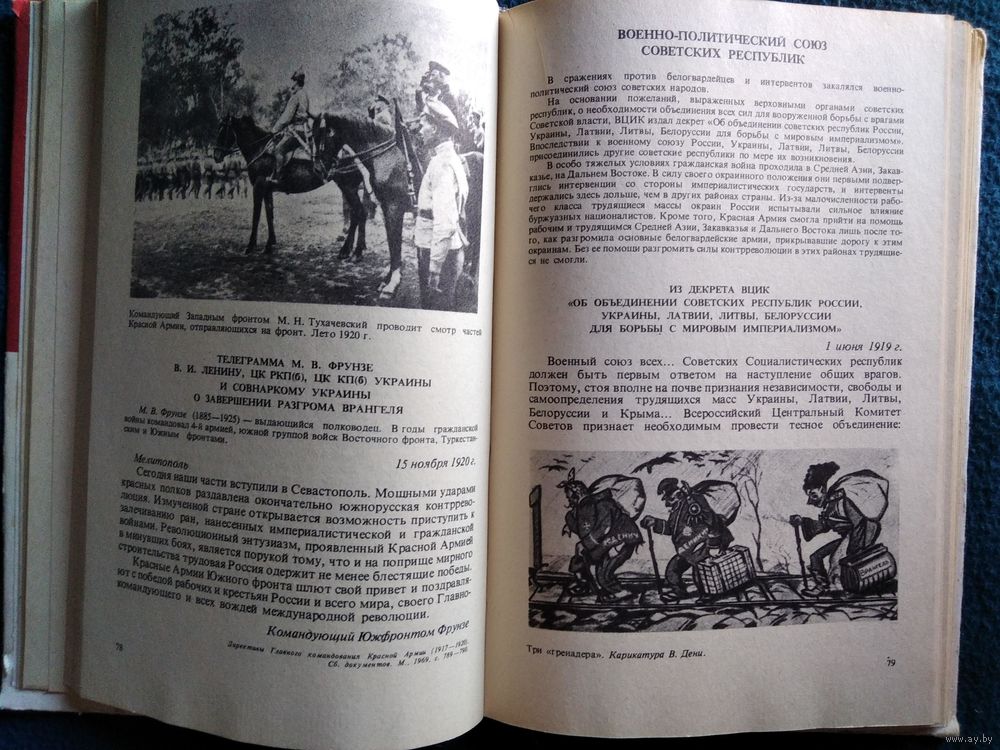 Командующий Западным фронтом М. Н. Тухачевский проводит смотр частей
Красной Армии, отправляющихся на фронт. Лето 1920 г.
ТЕЛЕГРАММА М. В. ФРУНЗЕ
В. И. ЛЕНИНУ, ЦК РКП(б), ЦК КП(б) УКРАИНЫ
И СОВНАРКОМУ УКРАИНЫ
О ЗАВЕРШЕНИИ РАЗГРОМА ВРАНГЕЛЯ
М. В. Фрунзе (1885—1925) — выдающийся полководец. В годы гражданской
войны командовал 4-й армией, южной группой войск Восточного фронта, Туркестан-
ским и Южным фронтами.
Мелитополь
15 ноября 1920 г.
Сегодня наши части вступили в Севастополь. Мощными ударами
красных полков раздавлена окончательно южнорусская контррево-
люция. Измученной стране открывается возможность приступить к
залечиванию ран, нанесенных империалистической и гражданской
войнами. Революционный энтузиазм, проявленный Красной Армией
в минувших боях, является порукой тому, что и на поприще мирного
строительства трудовая Россия одержит не менее блестящие победы.
Красные Армии Южного фронта шлют свой привет и поздравля-
ют с победой рабочих и крестьян России и всего мира, своего Главно-
командующего и всех вождей международной революции.
Командующий Южфронтом Фрунзе
Директивы Главного командования Красной Армии (1917—1920).
Сб. документов. М., 1969, с. 789—790.
78
ВОЕННО-ПОЛИТИЧЕСКИЙ СОЮЗ
СОВЕТСКИХ РЕСПУБЛИК
В сражениях против белогвардейцев и интервентов закалялся военно-
политический союз советских народов.
На основании пожеланий, выраженных верховными органами советских
республик, о необходимости объединения всех сил для вооруженной борьбы с врагами
Советской власти, ВЦИК издал декрет «Об объединении советских республик России,
Украины, Латвии, Литвы, Белоруссии для борьбы с мировым империализмом».
Впоследствии к военному союзу России, Украины, Латвии, Литвы, Белоруссии
присоединились другие советские республики по мере их возникновения.
В особо тяжелых условиях гражданская война проходила в Средней Азии, Закав-
казье, на Дальнем Востоке. В силу своего окраинного положения они первыми подвер-
глись интервенции со стороны империалистических государств, и интервенты
держались здесь дольше, чем в других районах страны. Из-за малочисленности рабо-
чего класса трудящиеся массы окраин России испытывали сильное влияние
буржуазных националистов. Кроме того, Красная Армия смогла прийти на помощь
рабочим и трудящимся Средней Азии, Закавказья и Дальнего Востока лишь после то-
го, как разгромила основные белогвардейские армии, прикрывавшие дорогу к этим
окраинам. Без ее помощи разгромить силы контрреволюции в этих районах трудящие-
ся не смогли.
ИЗ ДЕКРЕТА ВЦИК
«ОБ ОБЪЕДИНЕНИИ СОВЕТСКИХ РЕСПУБЛИК РОССИИ,
УКРАИНЫ, ЛАТВИИ, ЛИТВЫ, БЕЛОРУССИИ
ДЛЯ БОРЬБЫ С МИРОВЫМ ИМПЕРИАЛИЗМОМ»
1 июня 1919 г.
Военный союз всех... Советских Социалистических республик
должен быть первым ответом на наступление общих врагов.
Поэтому, стоя вполне на почве признания независимости, свободы и
самоопределения трудящихся масс Украины, Латвии, Литвы,
Белоруссии и Крыма... Всероссийский Центральный Комитет
Советов признает необходимым провести тесное объединение:
ЮДЕНИЧ
ДЕНИКИН
ВРАНГЕЛЬ
Три «гренадера». Карикатура В. Дени.
79
www.ay.by